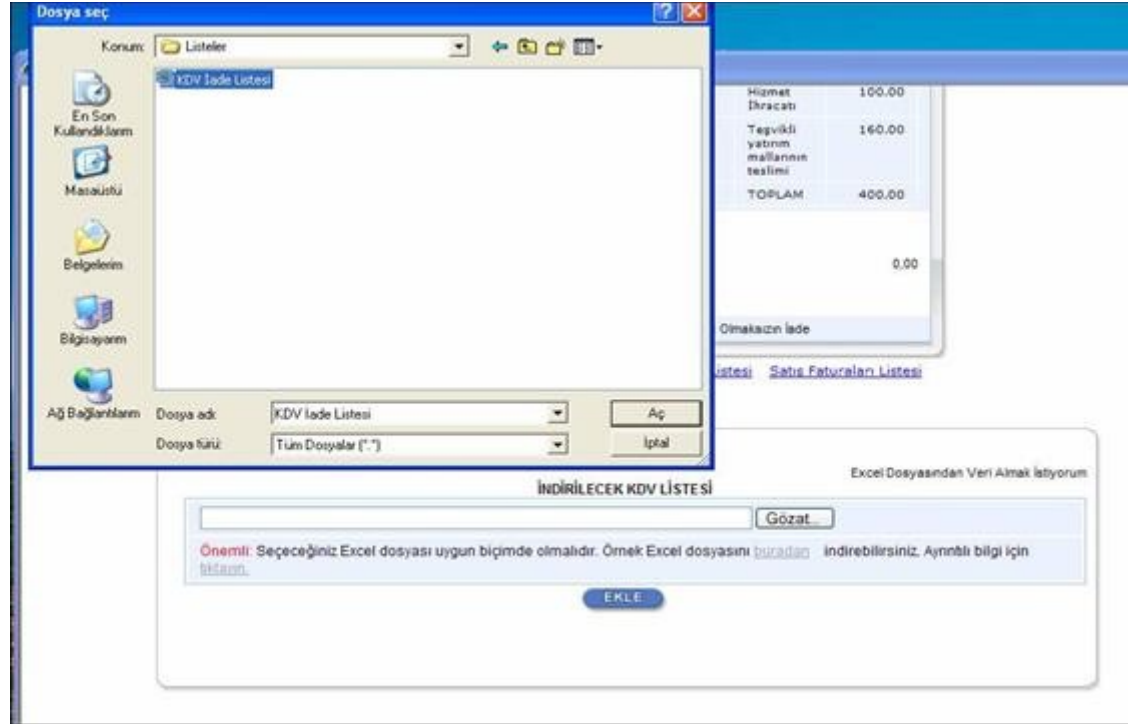 Dosya seç
Konum:
Listeler
KDV İade Listesi
En Son
Kullandıklarım
Masaüstü
Belgelerim
Bilgisayarım
Ağ Bağlantılarım
Dosya adı:
KDV İade Listesi
Aç
Dosya türü:
Tüm Dosyalar (*.*)
İptal
Hizmet
İhracatı
100.00
Teşvikli
yatırım
mallarının
teslimi
160.00
TOPLAM
400.00
0,00
Olmaksızın İade
Satış Faturaları Listesi
Excel Dosyasından Veri Almak İstiyorum
İNDİRİLECEK KDV LİSTESİ
Gözat...
Önemli: Seçeceğiniz Excel dosyası uygun biçimde olmalıdır. Örnek Excel dosyasını buradan indirebilirsiniz. Ayrıntılı bilgi için
tıklayın.
EKLE